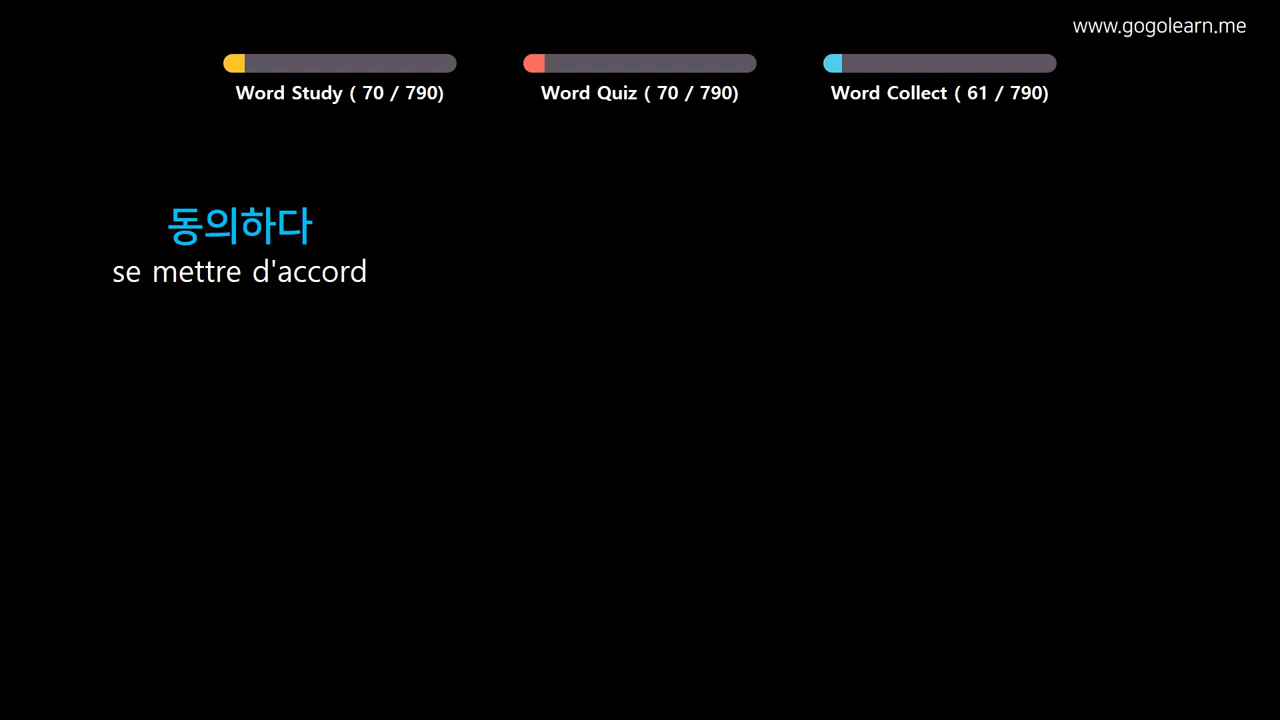 www.gogolearn.me
Word Study ( 70 / 790)
Word Quiz ( 70 / 790)
Word Collect ( 61 / 790)
동의하다
se mettre d'accord